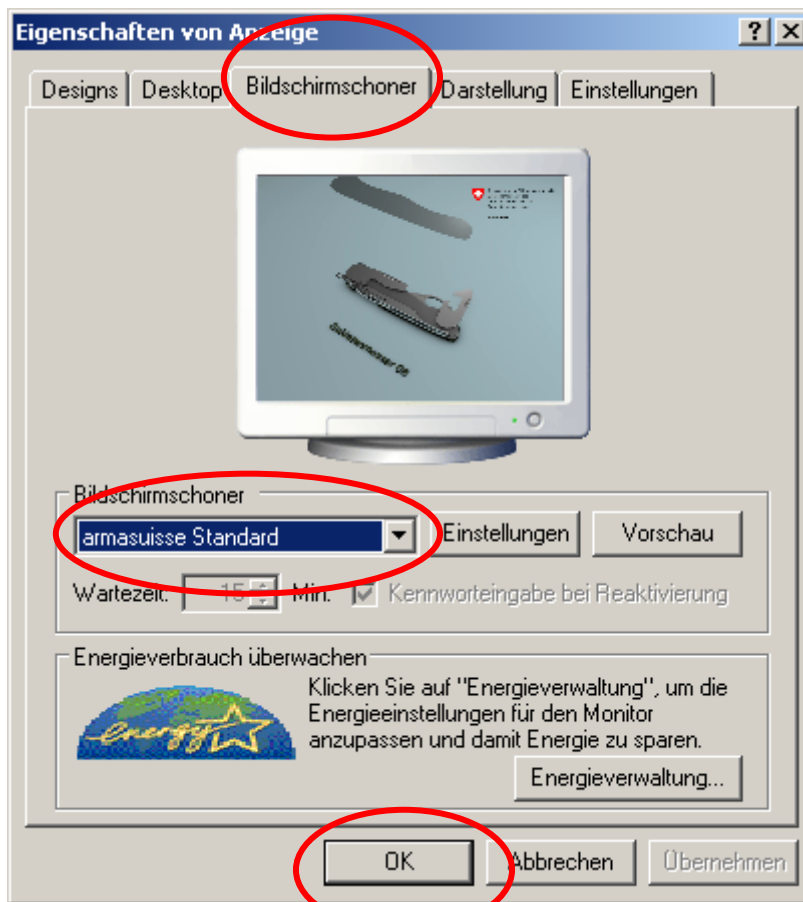 Eigenschaften von Anzeige
Designs
Desktop
Bildschirmschoner
Darstellung
Einstellungen
Bildschirmschoner
armasuisse Standard
Einstellungen
Vorschau
Wartezeit: 15 Min. Kennworteingabe bei Reaktivierung
Energieverbrauch überwachen
Klicken Sie auf "Energieverwaltung", um die
Energieeinstellungen für den Monitor
anzupassen und damit Energie zu sparen.
energy
Energieverwaltung...
OK
Abbrechen
Übernehmen